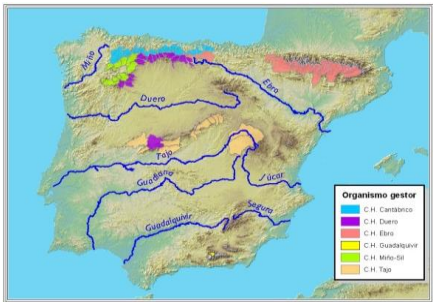 Miño
Ebro
Duero
Tajo
Guadiana
Júcar
Guadalquivir
Segura
Organismo gestor
C.H. Cantábrico
C.H. Duero
C.H. Ebro
C.H. Guadalquivir
C.H. Miño-Sil
C.H. Tajo